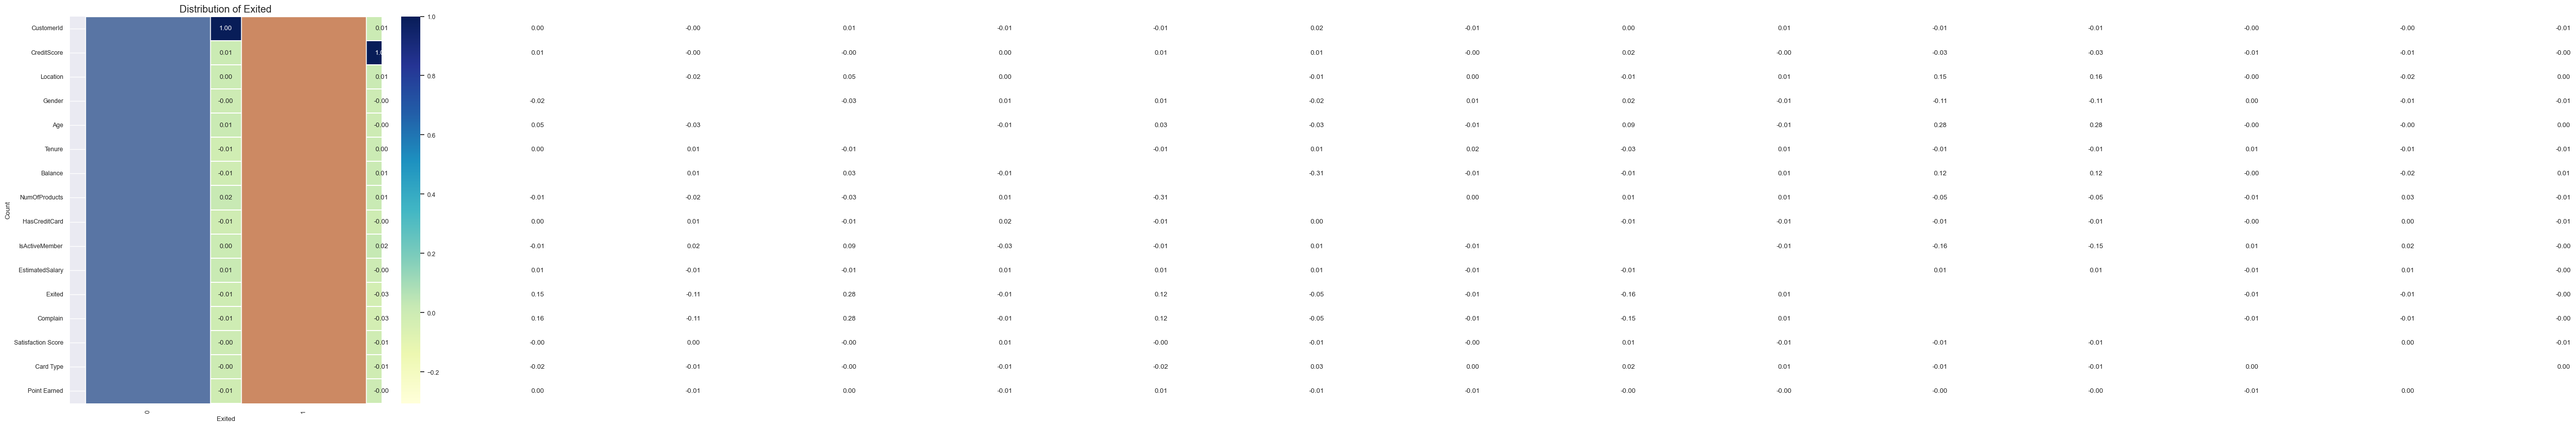 Distribution of Exited
CustomerId 1.00 0.01 0.00 -0.00 0.01 -0.01 -0.01 0.02 -0.01 0.00 0.01 -0.01 -0.01 -0.00 -0.00 -0.01
CreditScore 0.01 1.0 0.01 -0.00 -0.00 0.00 0.01 0.01 -0.00 0.02 -0.00 -0.03 -0.03 -0.01 -0.01 -0.00
Location 0.00 0.01 -0.02 0.05 0.00 -0.01 0.00 -0.01 0.01 0.15 0.16 -0.00 -0.02 0.00
Gender -0.00 -0.00 -0.02 -0.03 0.01 0.01 -0.02 0.01 0.02 -0.01 -0.11 -0.11 0.00 -0.01 -0.01
Age 0.01 -0.00 0.05 -0.03 -0.01 0.03 -0.03 -0.01 0.09 -0.01 0.28 0.28 -0.00 -0.00 0.00
Tenure -0.01 0.00 0.00 0.01 -0.01 -0.01 0.01 0.02 -0.03 0.01 -0.01 -0.01 0.01 -0.01 -0.01
Balance -0.01 0.01 0.01 0.03 -0.01 -0.31 -0.01 -0.01 0.01 0.12 0.12 -0.00 -0.02 0.01
NumOfProducts 0.02 0.01 -0.01 -0.02 -0.03 0.01 -0.31 0.00 0.01 0.01 -0.05 -0.05 -0.01 0.03 -0.01
HasCreditCard -0.01 -0.00 0.00 0.01 -0.01 0.02 -0.01 0.00 -0.01 -0.01 -0.01 -0.01 -0.00 0.00 -0.01
IsActiveMember 0.00 0.02 -0.01 0.02 0.09 -0.03 -0.01 0.01 -0.01 -0.01 -0.16 -0.15 0.01 0.02 -0.00
EstimatedSalary 0.01 -0.00 0.01 -0.01 -0.01 0.01 0.01 0.01 -0.01 -0.01 0.01 0.01 -0.01 0.01 -0.00
Exited -0.01 -0.03 0.15 -0.11 0.28 -0.01 0.12 -0.05 -0.01 -0.16 0.01 -0.01 -0.01 -0.00
Complain -0.01 -0.03 0.16 -0.11 0.28 -0.01 0.12 -0.05 -0.01 -0.15 0.01 -0.01 -0.01 -0.00
Satisfaction Score -0.00 -0.01 -0.00 0.00 -0.00 0.01 -0.00 -0.01 -0.00 0.01 -0.01 -0.01 -0.01 0.00 -0.01
Card Type -0.00 -0.01 -0.02 -0.01 -0.00 -0.01 -0.02 0.03 0.00 0.02 0.01 -0.01 -0.01 0.00 0.00
Point Earned -0.01 -0.00 0.00 -0.01 0.00 -0.01 0.01 -0.01 -0.01 -0.00 -0.00 -0.00 -0.00 -0.01 0.00
Count
0 1
Exited
1.0
0.8
0.6
0.4
0.2
0.0
−0.2